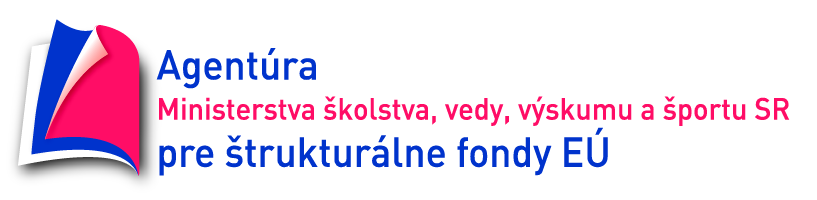 Agentúra
Ministerstva školstva, vedy, výskumu a športu SR
pre štrukturálne fondy EÚ